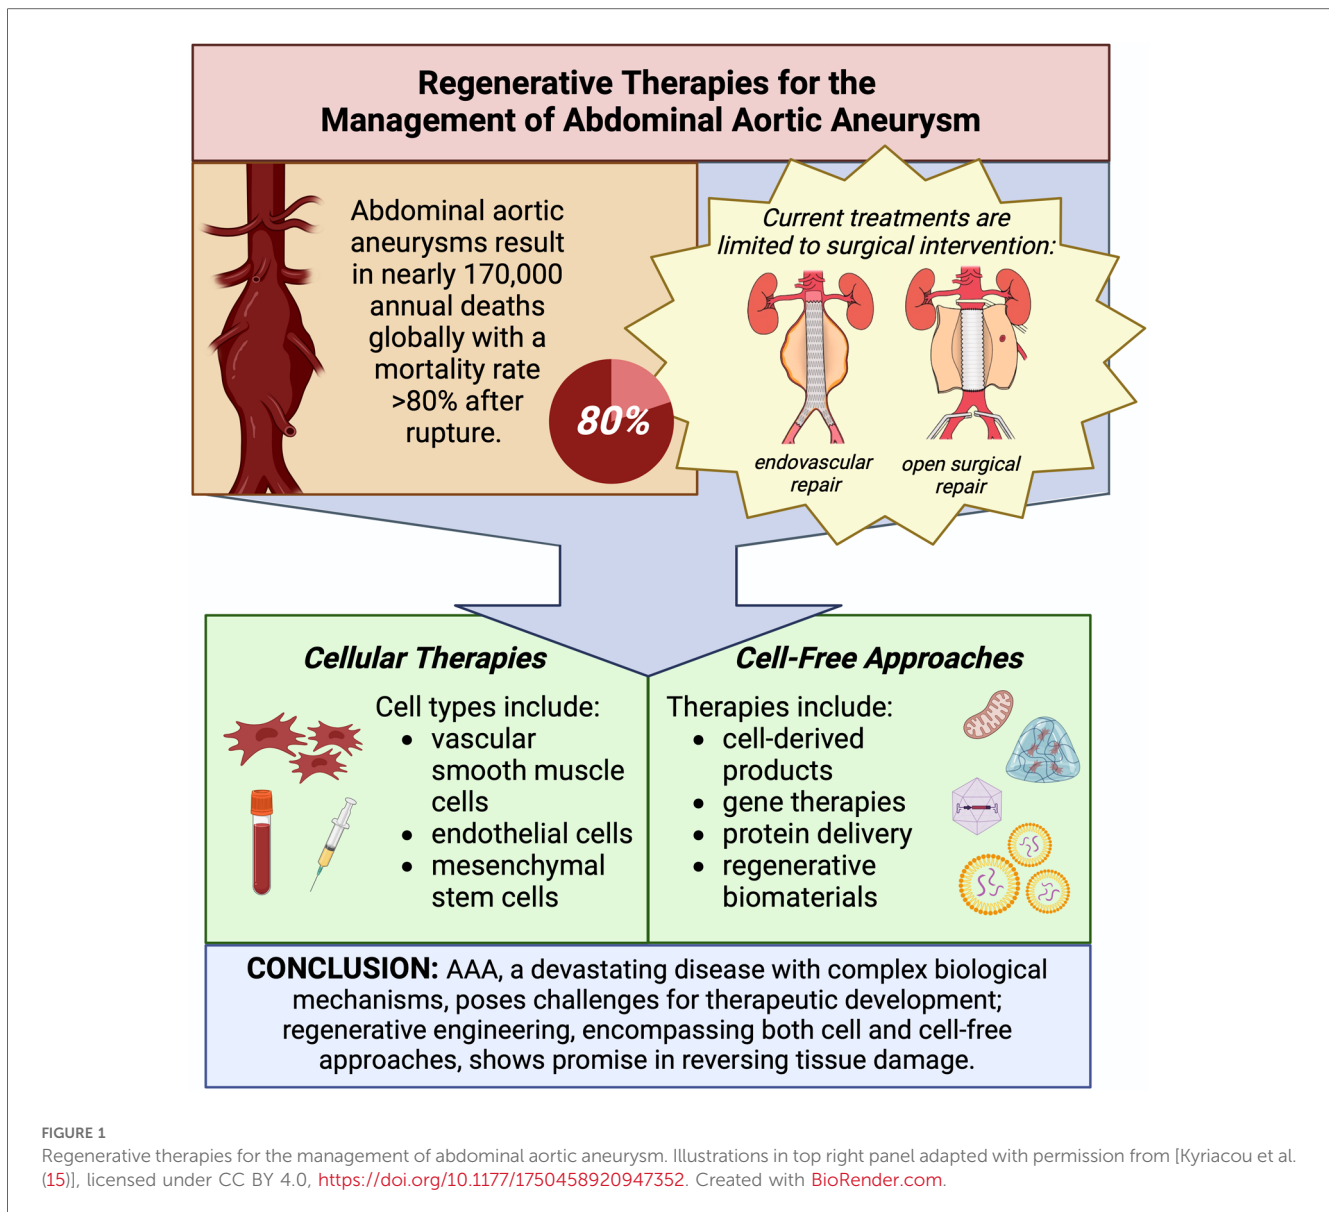 Regenerative Therapies for the
Management of Abdominal Aortic Aneurysm
Abdominal aortic
aneurysms result
in nearly 170,000
annual deaths
globally with a
mortality rate
>80% after
rupture.
80%
Current treatments are
limited to surgical intervention:
endovascular
repair
open surgical
repair
Cellular Therapies
Cell types include:
• vascular
smooth muscle
cells
• endothelial cells
• mesenchymal
stem cells
Cell-Free Approaches
Therapies include:
• cell-derived
products
• gene therapies
• protein delivery
• regenerative
biomaterials
CONCLUSION: AAA, a devastating disease with complex biological
mechanisms, poses challenges for therapeutic development;
regenerative engineering, encompassing both cell and cell-free
approaches, shows promise in reversing tissue damage.
FIGURE 1
Regenerative therapies for the management of abdominal aortic aneurysm. Illustrations in top right panel adapted with permission from [Kyriacou et al.
(15)], licensed under CC BY 4.0, https://doi.org/10.1177/1750458920947352. Created with BioRender.com.